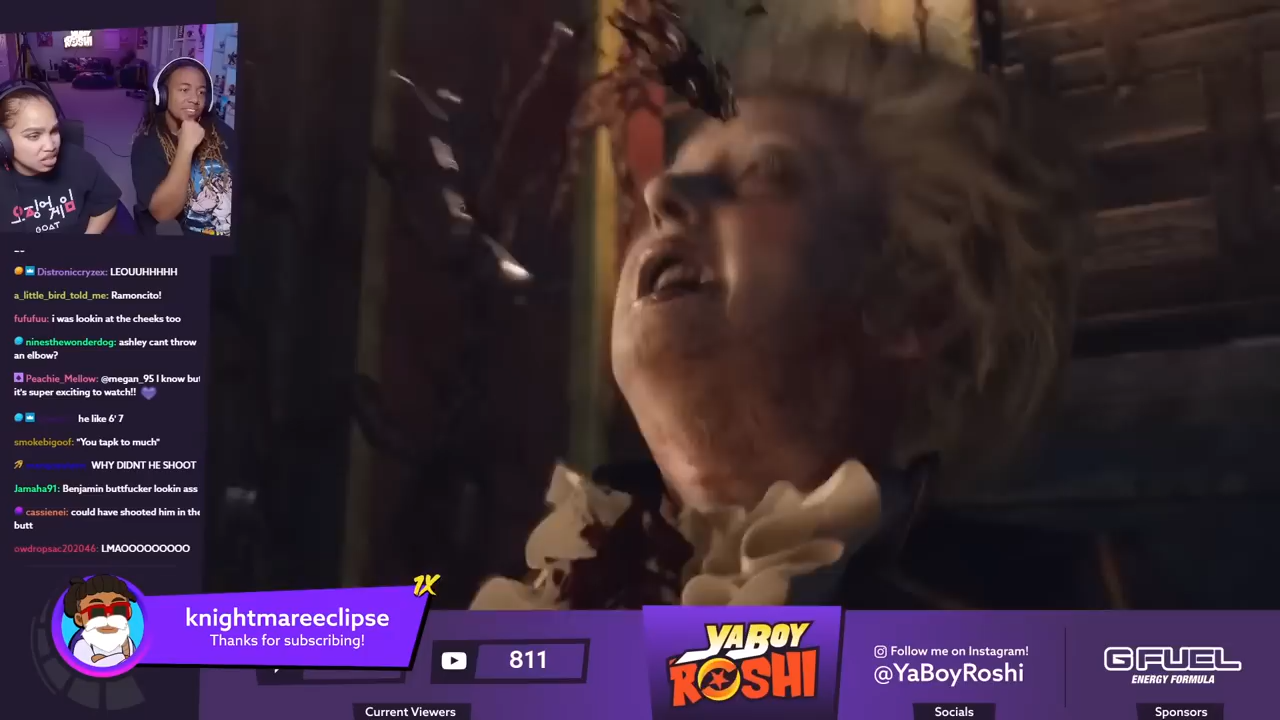 YABOY
ROSHI
오징어 게임
GOAT
--
Distroniccryzex: LEOUUHHHHH
a_little_bird_told_me: Ramoncito!
fufufuu: i was lookin at the cheeks too
ninesthewonderdog: ashley cant throw
an elbow?
Peachie_Mellow: @megan_95 I know but
it's super exciting to watch!!
he like 6'7
smokebigoof: "You tapk to much"
WHY DIDNT HE SHOOT
Jamaha91: Benjamin buttfucker lookin ass
cassienei: could have shooted him in the
butt
owdropsac202046: LMAOOOOOOOOO
1X
knightmareeclipse
Thanks for subscribing!
811
Current Viewers
YABOY
ROSHI
Follow me on Instagram!
@YaBoyRoshi
Socials
G FUEL
ENERGY FORMULA
Sponsors